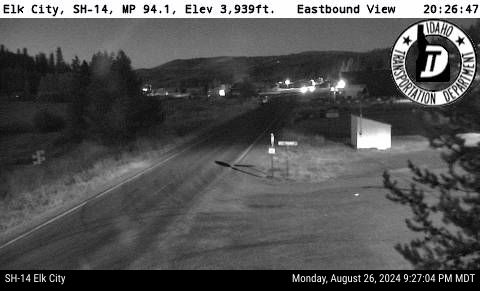 Elk City, SH-14, MP 94.1, Elev 3,939ft. Eastbound View 20:26:47
IDAHO
TRANSPORTATION DEPARTMENT
SH-14 Elk City Monday, August 26, 2024 9:27:04 PM MDT